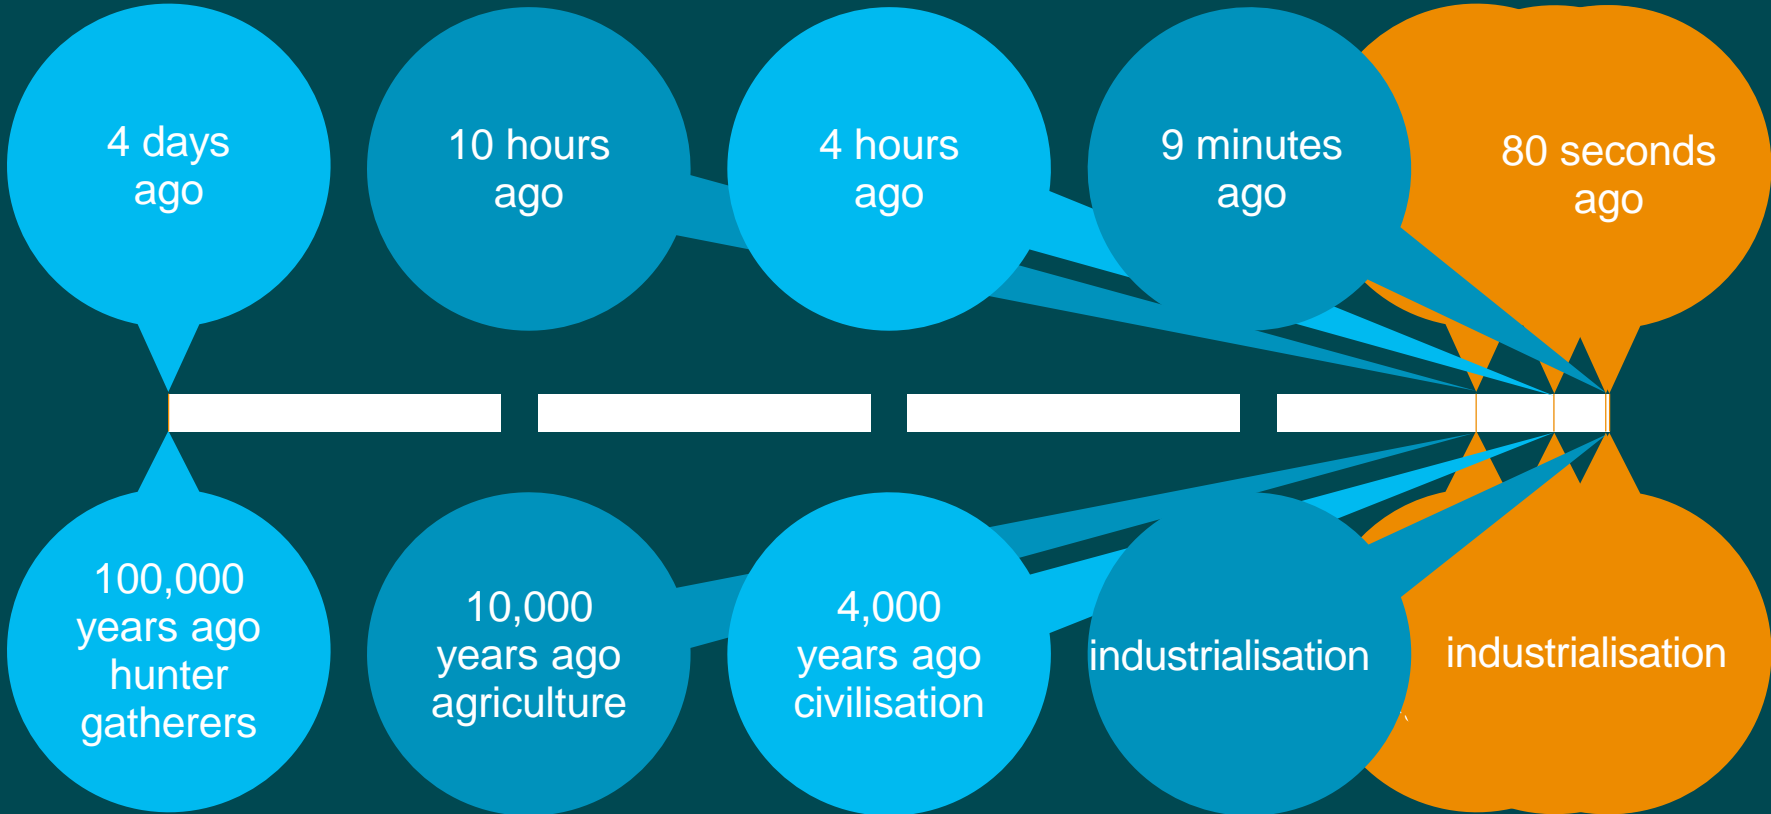 4 days
ago
10 hours
ago
4 hours
ago
9 minutes
ago
80 seconds
ago
100,000
years ago
hunter
gatherers
10,000
years ago
agriculture
4,000
years ago
civilisation
industrialisation
industrialisation